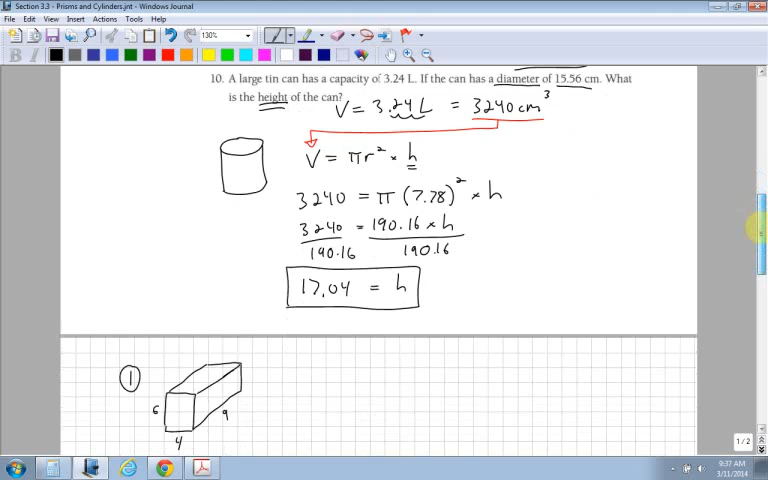 Section 3.3 - Prisms and Cylinders.jnt - Windows Journal
File Edit View Insert Actions Tools Help
130%
B I
10. A large tin can has a capacity of 3.24 L. If the can has a diameter of 15.56 cm. What
is the height of the can?
V = 3.24 L = 3240 cm³
V = πr² × h
3240 = π (7.78)² × h
3240 = 190.16 × h
190.16 190.16
17.04 = h
1
6
9
4
1 / 2
9:37 AM
3/11/2014